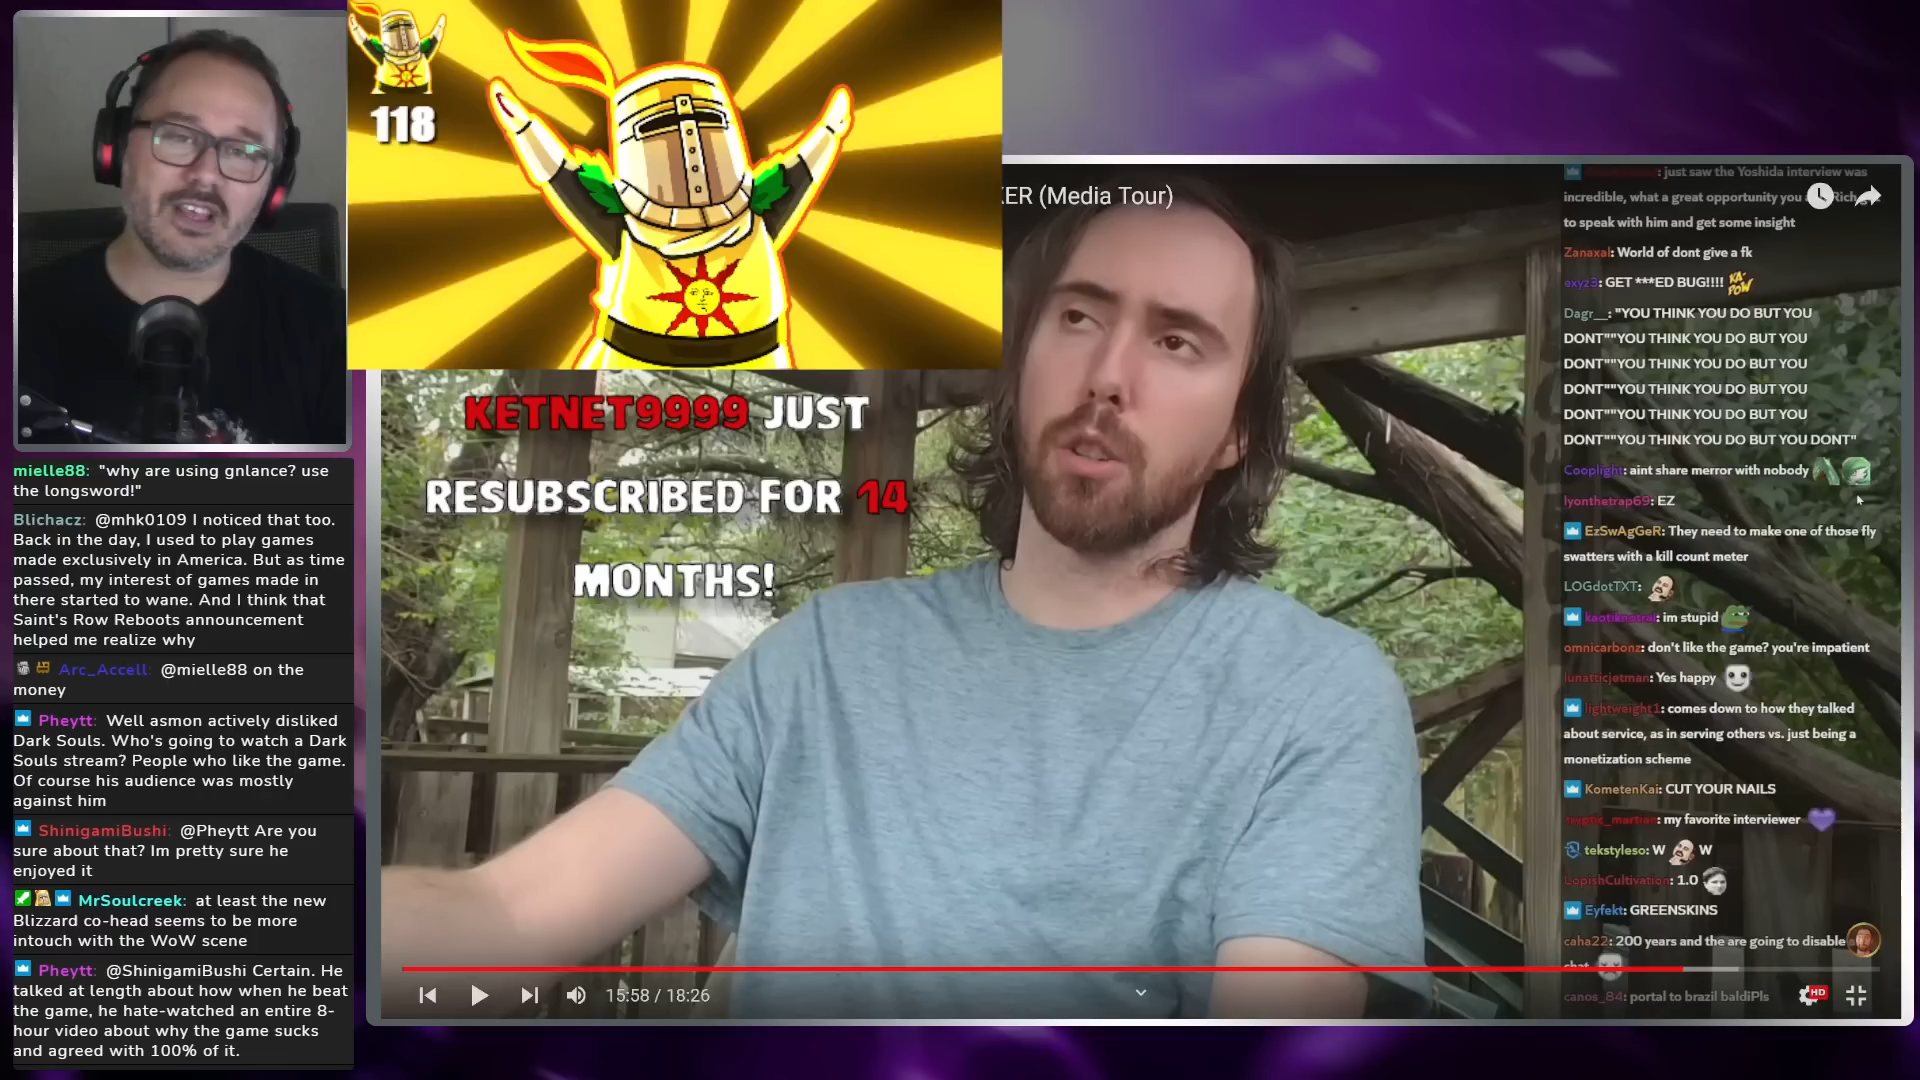 118
KER (Media Tour)
KETNET9999 JUST
RESUBSCRIBED FOR 14
MONTHS!
mielle88: "why are using gnlance? use
the longsword!"
Blichacz: @mhk0109 I noticed that too.
Back in the day, I used to play games
made exclusively in America. But as time
passed, my interest of games made in
there started to wane. And I think that
Saint's Row Reboots announcement
helped me realize why
Arc_Accell: @mielle88 on the
money
Pheytt: Well asmon actively disliked
Dark Souls. Who's going to watch a Dark
Souls stream? People who like the game.
Of course his audience was mostly
against him
ShinigamiBushi: @Pheytt Are you
sure about that? Im pretty sure he
enjoyed it
MrSoulcreek: at least the new
Blizzard co-head seems to be more
intouch with the WoW scene
Pheytt: @ShinigamiBushi Certain. He
talked at length about how when he beat
the game, he hate-watched an entire 8-
hour video about why the game sucks
and agreed with 100% of it.
15:58 / 18:26
HD
: just saw the Yoshida interview was
incredible, what a great opportunity you
to speak with him and get some insight
Zanaxal: World of dont give a fk
exyz3: GET ***ED BUG!!!! KA-POW
Dagr__: "YOU THINK YOU DO BUT YOU
DONT""YOU THINK YOU DO BUT YOU
DONT""YOU THINK YOU DO BUT YOU
DONT""YOU THINK YOU DO BUT YOU
DONT""YOU THINK YOU DO BUT YOU
DONT""YOU THINK YOU DO BUT YOU DONT"
Cooplight: aint share merror with nobody
lyonthetrap69: EZ
EzSwAgGeR: They need to make one of those fly
swatters with a kill count meter
LOGdotTXT:
: im stupid
omnicarbonz: don't like the game? you're impatient
lunatticjetman: Yes happy
lightweight1: comes down to how they talked
about service, as in serving others vs. just being a
monetization scheme
KometenKai: CUT YOUR NAILS
: my favorite interviewer
tekstyleso: W W
LopishCultivation: 1.0
Eyfekt: GREENSKINS
caha22: 200 years and the are going to disable
chat
canos_84: portal to brazil baldiPls